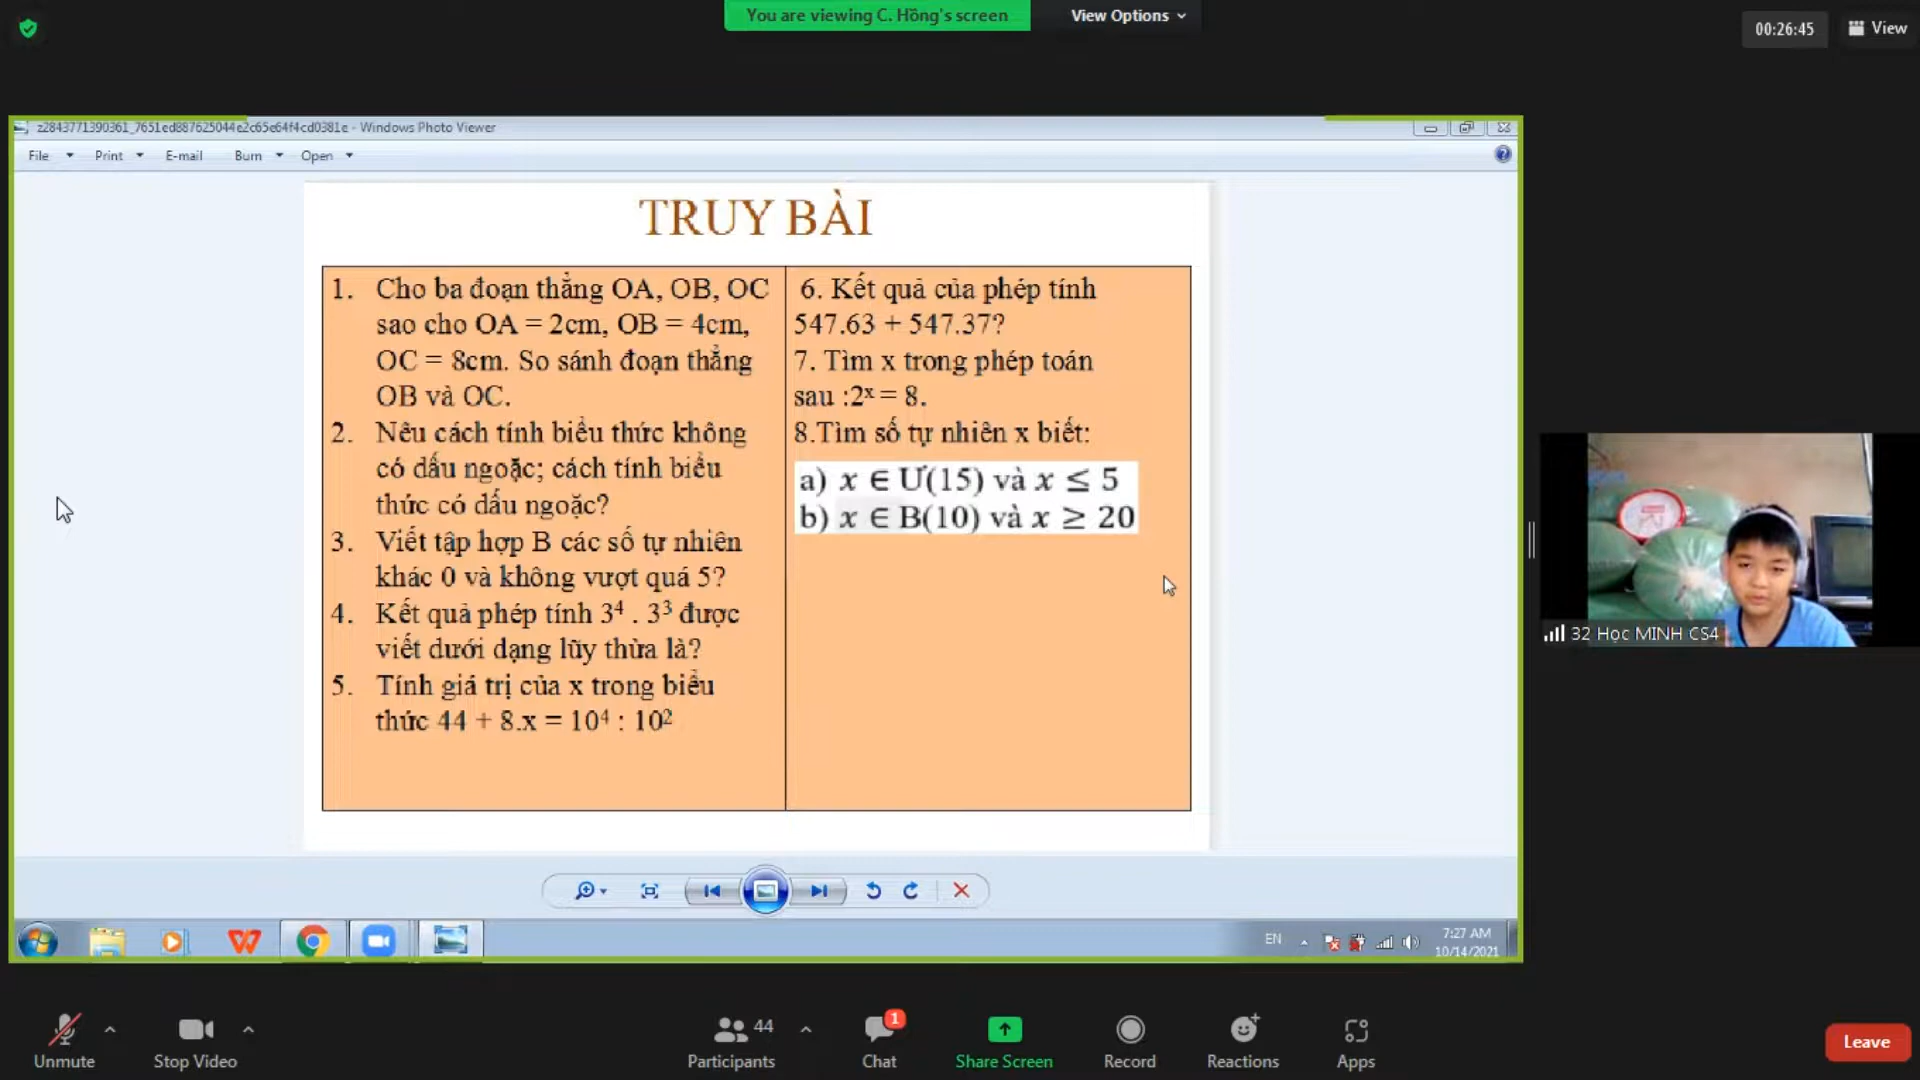 You are viewing C. Hồng's screen
View Options
00:26:45
View
z2843771390361_7651ed887625044e2c65e64f4cd0381e - Windows Photo Viewer
File
Print
E-mail
Burn
Open
TRUY BÀI
1. Cho ba đoạn thẳng OA, OB, OC
sao cho OA = 2cm, OB = 4cm,
OC = 8cm. So sánh đoạn thẳng
OB và OC.
2. Nêu cách tính biểu thức không
có dấu ngoặc; cách tính biểu
thức có dấu ngoặc?
3. Viết tập hợp B các số tự nhiên
khác 0 và không vượt quá 5?
4. Kết quả phép tính 3⁴ . 3³ được
viết dưới dạng lũy thừa là?
5. Tính giá trị của x trong biểu
thức 44 + 8.x = 10⁴ : 10²
6. Kết quả của phép tính
547.63 + 547.37?
7. Tìm x trong phép toán
sau :2ˣ = 8.
8.Tìm số tự nhiên x biết:
a) x ∈ Ư(15) và x ≤ 5
b) x ∈ B(10) và x ≥ 20
32 Học MINH CS4
EN
7:27 AM
10/14/2021
Unmute
Stop Video
44
Participants
1
Chat
Share Screen
Record
Reactions
Apps
Leave